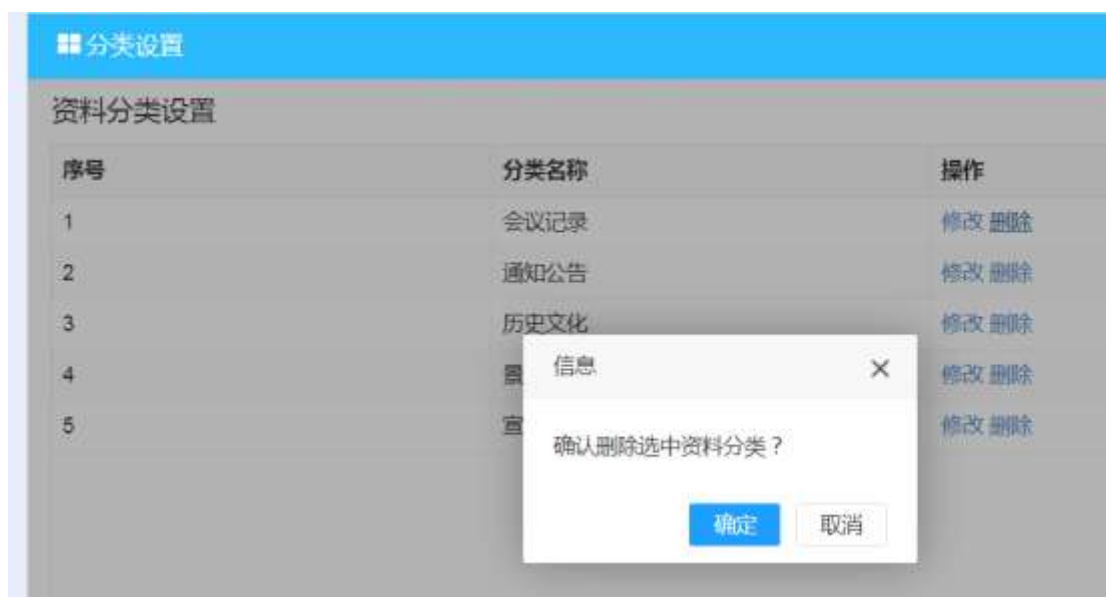 分类设置
资料分类设置
序号 分类名称 操作
1 会议记录 修改 删除
2 通知公告 修改 删除
3 历史文化 修改 删除
4 景 修改 删除
5 宣 修改 删除
信息
确认删除选中资料分类？
确定 取消